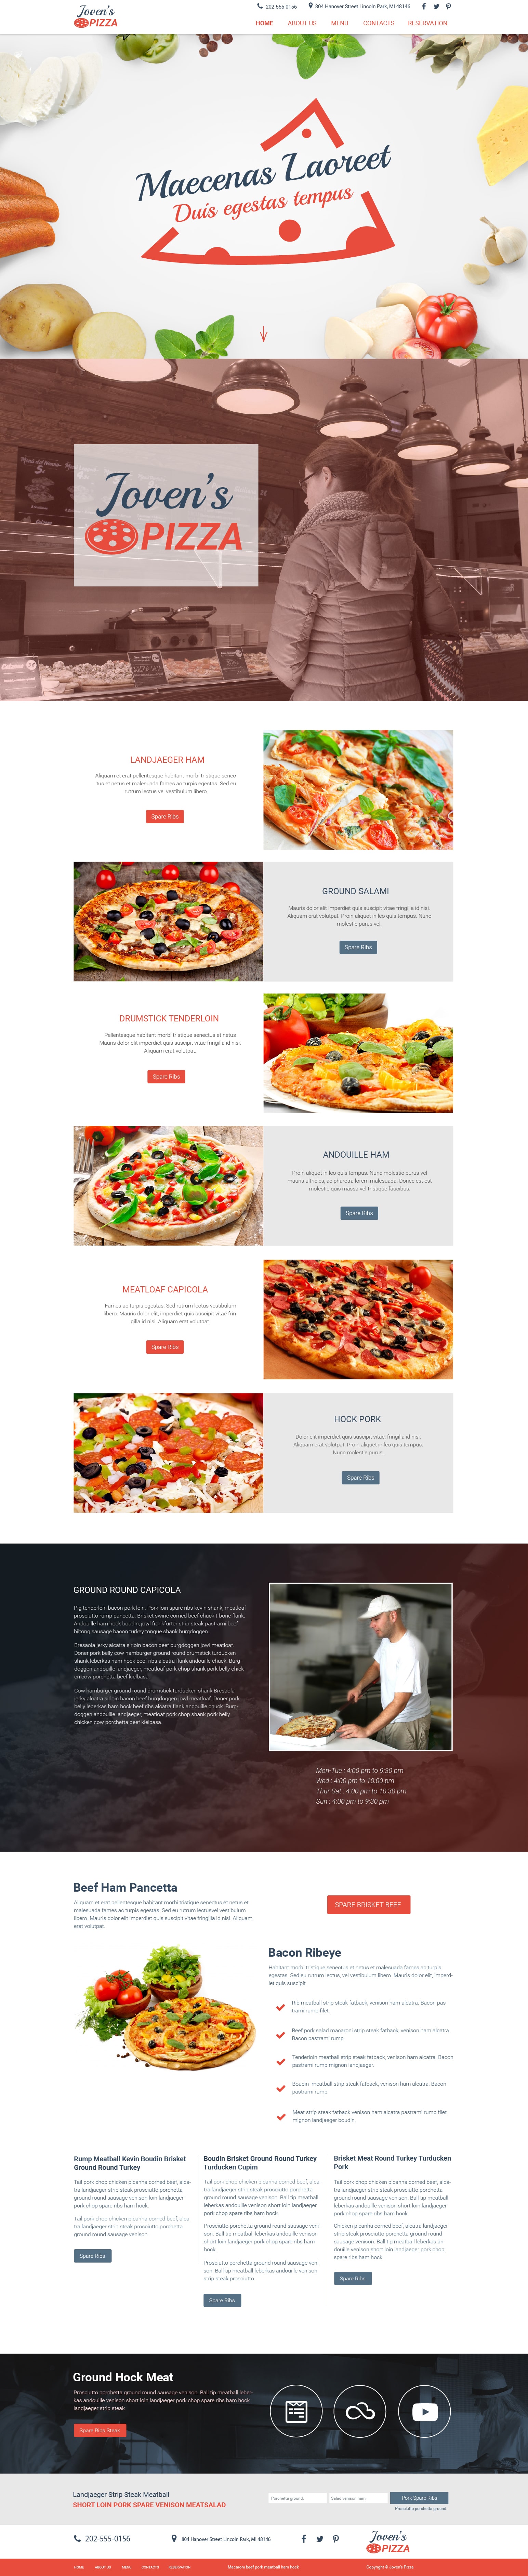 Joven's
PIZZA
202-555-0156
804 Hanover Street Lincoln Park, MI 48146
HOME ABOUT US MENU CONTACTS RESERVATION
Maecenas Laoreet
Duis egestas tempus
Joven's
PIZZA
LANDJAEGER HAM
Aliquam et erat pellentesque habitant morbi tristique senec-
tus et netus et malesuada fames ac turpis egestas. Sed eu
rutrum lectus vel vestibulum libero.
Spare Ribs
GROUND SALAMI
Mauris dolor elit imperdiet quis suscipit vitae fringilla id nisi.
Aliquam erat volutpat. Proin aliquet in leo quis tempus. Nunc
molestie purus vel.
Spare Ribs
DRUMSTICK TENDERLOIN
Pellentesque habitant morbi tristique senectus et netus
Mauris dolor elit imperdiet quis suscipit vitae fringilla id nisi.
Aliquam erat volutpat.
Spare Ribs
ANDOUILLE HAM
Proin aliquet in leo quis tempus. Nunc molestie purus vel
mauris ultricies, ac pharetra lorem malesuada. Donec est est
molestie quis massa vel tristique faucibus.
Spare Ribs
MEATLOAF CAPICOLA
Fames ac turpis egestas. Sed rutrum lectus vestibulum
libero. Mauris dolor elit, imperdiet quis suscipit vitae frin-
gilla id nisi. Aliquam erat volutpat.
Spare Ribs
HOCK PORK
Dolor elit imperdiet quis suscipit vitae, fringilla id nisi.
Aliquam erat volutpat. Proin aliquet in leo quis tempus.
Nunc molestie purus.
Spare Ribs
GROUND ROUND CAPICOLA
Pig tenderloin bacon pork loin. Pork loin spare ribs kevin shank, meatloaf
prosciutto rump pancetta. Brisket swine corned beef chuck t-bone flank.
Andouille ham hock boudin, jowl frankfurter strip steak pastrami beef
biltong sausage bacon turkey tongue shank burgdoggen.
Bresaola jerky alcatra sirloin bacon beef burgdoggen jowl meatloaf.
Doner pork belly cow hamburger ground round drumstick turducken
shank leberkas ham hock beef ribs alcatra flank andouille chuck. Burg-
doggen andouille landjaeger, meatloaf pork chop shank pork belly chick-
en cow porchetta beef kielbasa.
Cow hamburger ground round drumstick turducken shank Bresaola
jerky alcatra sirloin bacon beef burgdoggen jowl meatloaf. Doner pork
belly leberkas ham hock beef ribs alcatra flank andouille chuck. Burg-
doggen andouille landjaeger, meatloaf pork chop shank pork belly
chicken cow porchetta beef kielbasa.
Mon-Tue : 4:00 pm to 9:30 pm
Wed : 4:00 pm to 10:00 pm
Thur-Sat : 4:00 pm to 10:30 pm
Sun : 4:00 pm to 9:30 pm
Beef Ham Pancetta
Aliquam et erat pellentesque habitant morbi tristique senectus et netus et
malesuada fames ac turpis egestas. Sed eu rutrum lectus vel vestibulum
libero. Mauris dolor elit imperdiet quis suscipit vitae fringilla id nisi. Aliquam
erat volutpat.
SPARE BRISKET BEEF
Bacon Ribeye
Habitant morbi tristique senectus et netus et malesuada fames ac turpis
egestas. Sed eu rutrum lectus, vel vestibulum libero. Mauris dolor elit, imperd-
iet quis suscipit.
Rib meatball strip steak fatback, venison ham alcatra. Bacon pas-
trami rump filet.
Beef pork salad macaroni strip steak fatback, venison ham alcatra.
Bacon pastrami rump.
Tenderloin meatball strip steak fatback, venison ham alcatra. Bacon
pastrami rump mignon landjaeger.
Boudin meatball strip steak fatback, venison ham alcatra. Bacon
pastrami rump.
Meat strip steak fatback venison ham alcatra pastrami rump filet
mignon landjaeger boudin.
Rump Meatball Kevin Boudin Brisket
Ground Round Turkey
Tail pork chop chicken picanha corned beef, alca-
tra landjaeger strip steak prosciutto porchetta
ground round sausage venison loin landjaeger
pork chop spare ribs ham hock.
Tail pork chop chicken picanha corned beef, alca-
tra landjaeger strip steak prosciutto porchetta
ground round sausage venison.
Spare Ribs
Boudin Brisket Ground Round Turkey
Turducken Cupim
Tail pork chop chicken picanha corned beef, alca-
tra landjaeger strip steak prosciutto porchetta
ground round sausage venison. Ball tip meatball
leberkas andouille venison short loin landjaeger
pork chop spare ribs ham hock.
Prosciutto porchetta ground round sausage veni-
son. Ball tip meatball leberkas andouille venison
short loin landjaeger pork chop spare ribs ham
hock.
Prosciutto porchetta ground round sausage veni-
son. Ball tip meatball leberkas andouille venison
strip steak prosciutto.
Spare Ribs
Brisket Meat Round Turkey Turducken
Pork
Tail pork chop chicken picanha corned beef, alca-
tra landjaeger strip steak prosciutto porchetta
ground round sausage venison. Ball tip meatball
leberkas andouille venison short loin landjaeger
pork chop spare ribs ham hock.
Chicken picanha corned beef, alcatra landjaeger
strip steak prosciutto porchetta ground round
sausage venison. Ball tip meatball leberkas an-
douille venison short loin landjaeger pork chop
spare ribs ham hock.
Spare Ribs
Ground Hock Meat
Prosciutto porchetta ground round sausage venison. Ball tip meatball leber-
kas andouille venison short loin landjaeger pork chop spare ribs ham hock
landjaeger strip steak.
Spare Ribs Steak
Landjaeger Strip Steak Meatball
SHORT LOIN PORK SPARE VENISON MEATSALAD
Porchetta ground. Salad venison ham Pork Spare Ribs
Prosciutto porchetta ground.
202-555-0156
804 Hanover Street Lincoln Park, MI 48146
Joven's
PIZZA
HOME ABOUT US MENU CONTACTS RESERVATION
Macaroni beef pork meatball ham hock
Copyright © Joven's Pizza